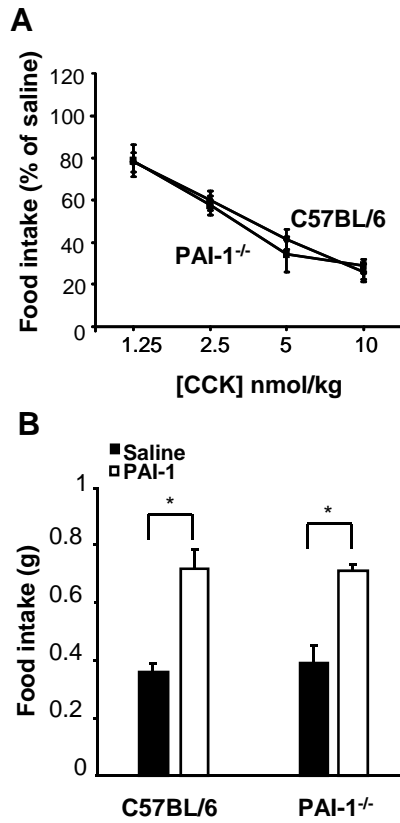 A
Food intake (% of saline)
120
100
80
60
40
20
0
C57BL/6
PAI-1-/-
1.25 2.5 5 10
[CCK] nmol/kg
B
Saline
PAI-1
Food intake (g)
1
0.8
0.6
0.4
0.2
0
*
*
C57BL/6 PAI-1-/-